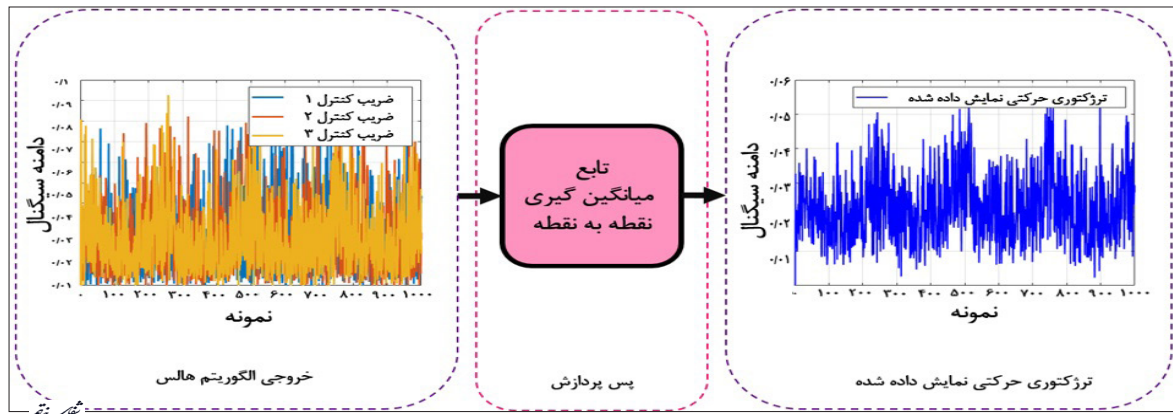 ۰/۱
۰/۰۹
۰/۰۸
۰/۰۷
۰/۰۶
۰/۰۵
۰/۰۴
۰/۰۳
۰/۰۲
۰/۰۱
دامنه سیگنال
ضریب کنترل ۱
ضریب کنترل ۲
ضریب کنترل ۳
۰ ۱۰۰ ۲۰۰ ۳۰۰ ۴۰۰ ۵۰۰ ۶۰۰ ۷۰۰ ۸۰۰ ۹۰۰ ۱۰۰۰
نمونه
خروجی الگوریتم هالس
تابع
میانگین گیری
نقطه به نقطه
پس پردازش
۰/۰۶
۰/۰۵
۰/۰۴
۰/۰۳
۰/۰۲
۰/۰۱
دامنه سیگنال
ترژکتوری حرکتی نمایش داده شده
۰ ۱۰۰ ۲۰۰ ۳۰۰ ۴۰۰ ۵۰۰ ۶۰۰ ۷۰۰ ۸۰۰ ۹۰۰ ۱۰۰۰
نمونه
ترژکتوری حرکتی نمایش داده شده